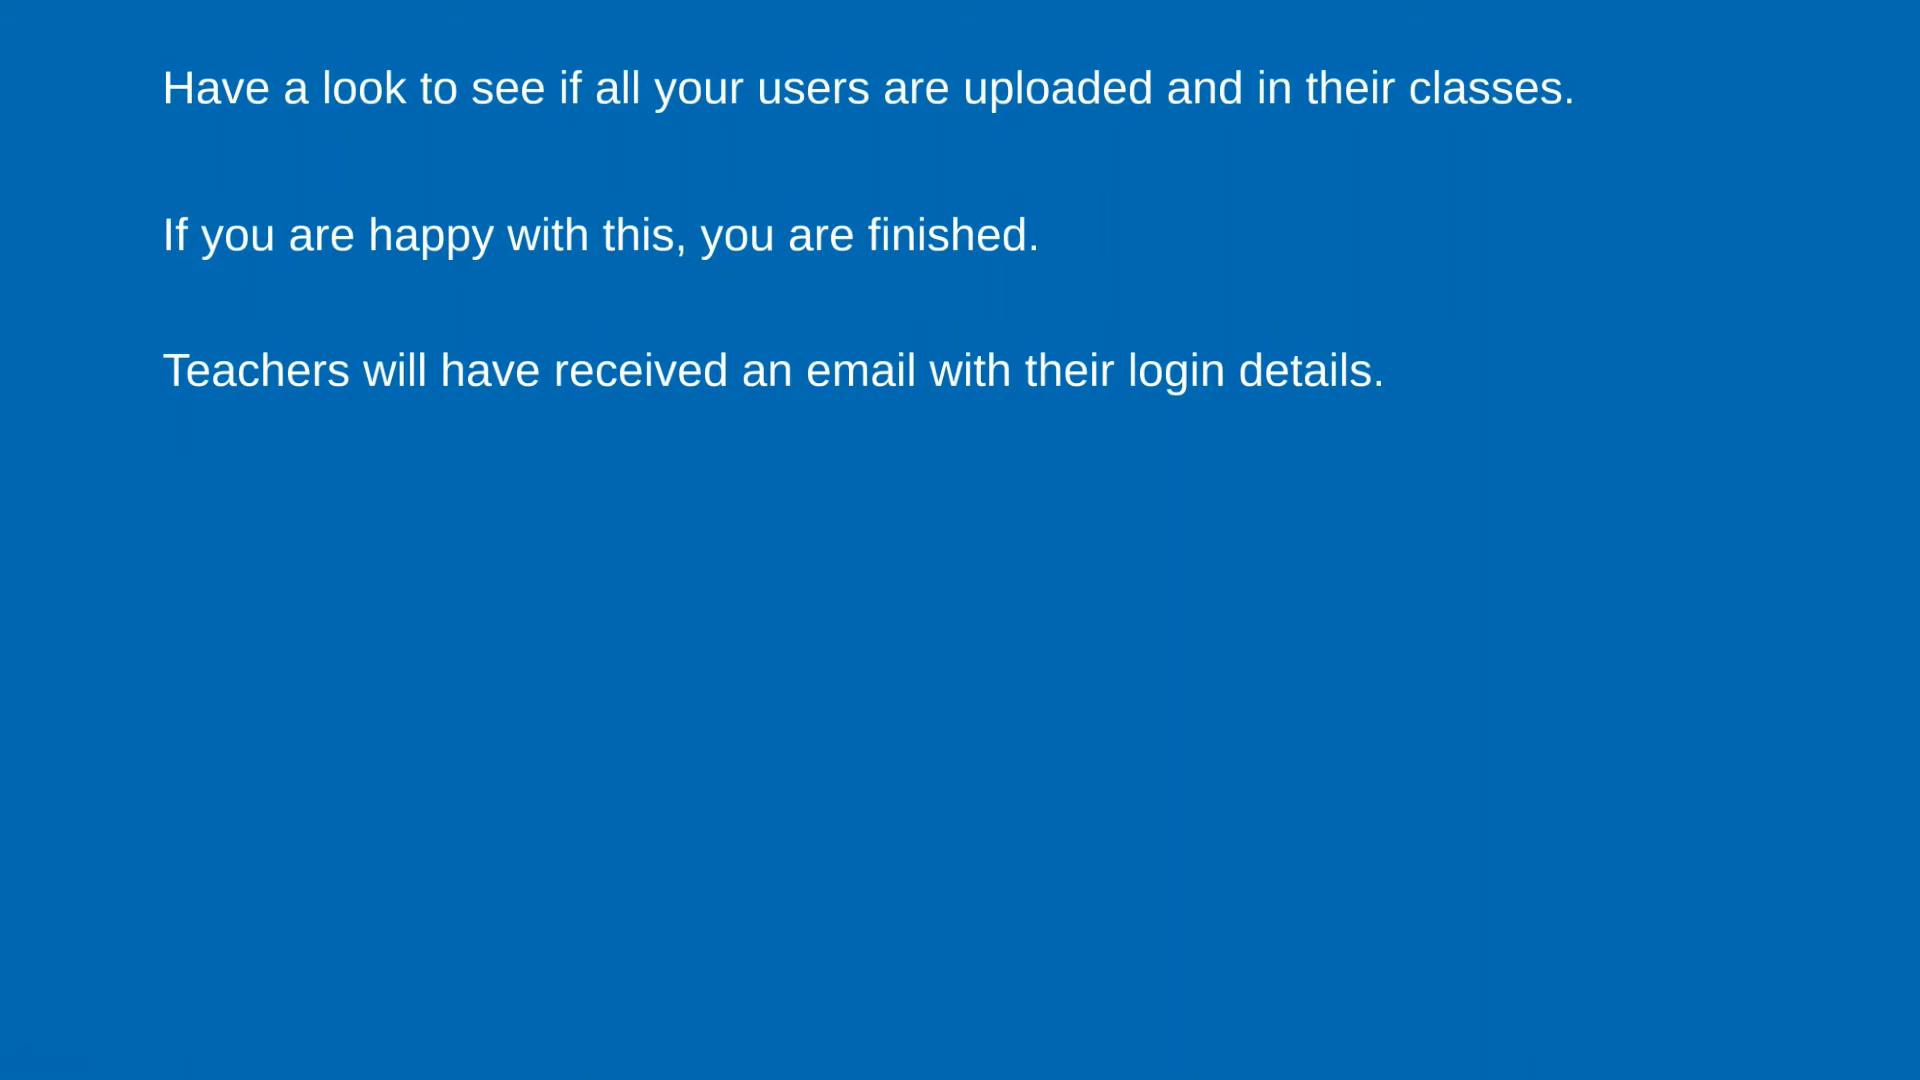 Have a look to see if all your users are uploaded and in their classes.
If you are happy with this, you are finished.
Teachers will have received an email with their login details.